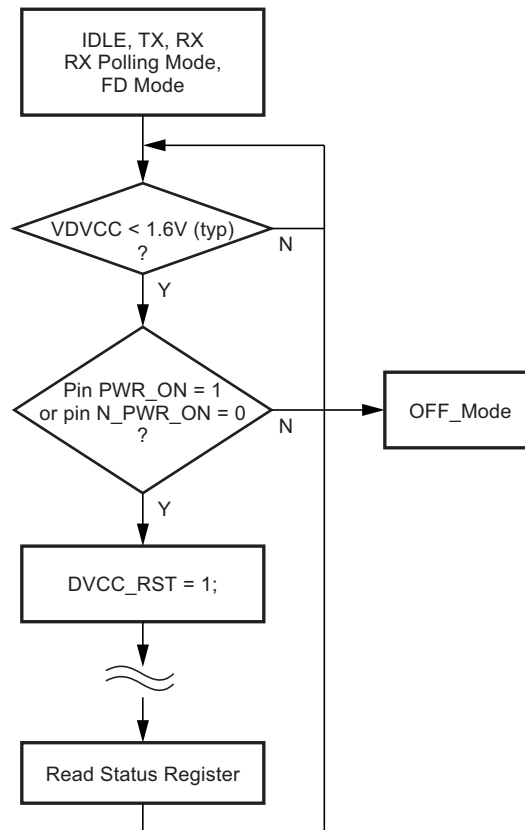 IDLE, TX, RX
RX Polling Mode,
FD Mode
VDVCC < 1.6V (typ)
?
N
Y
Pin PWR_ON = 1
or pin N_PWR_ON = 0
?
N
OFF_Mode
Y
DVCC_RST = 1;
Read Status Register